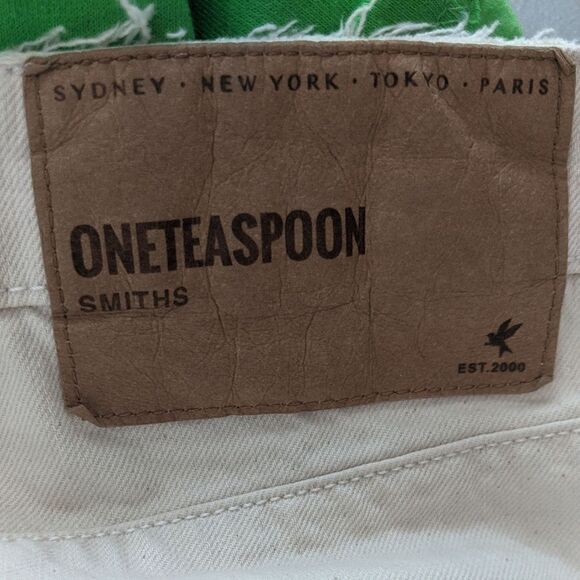 SYDNEY · NEW YORK · TOKYO · PARIS
ONETEASPOON
SMITHS
EST.2000